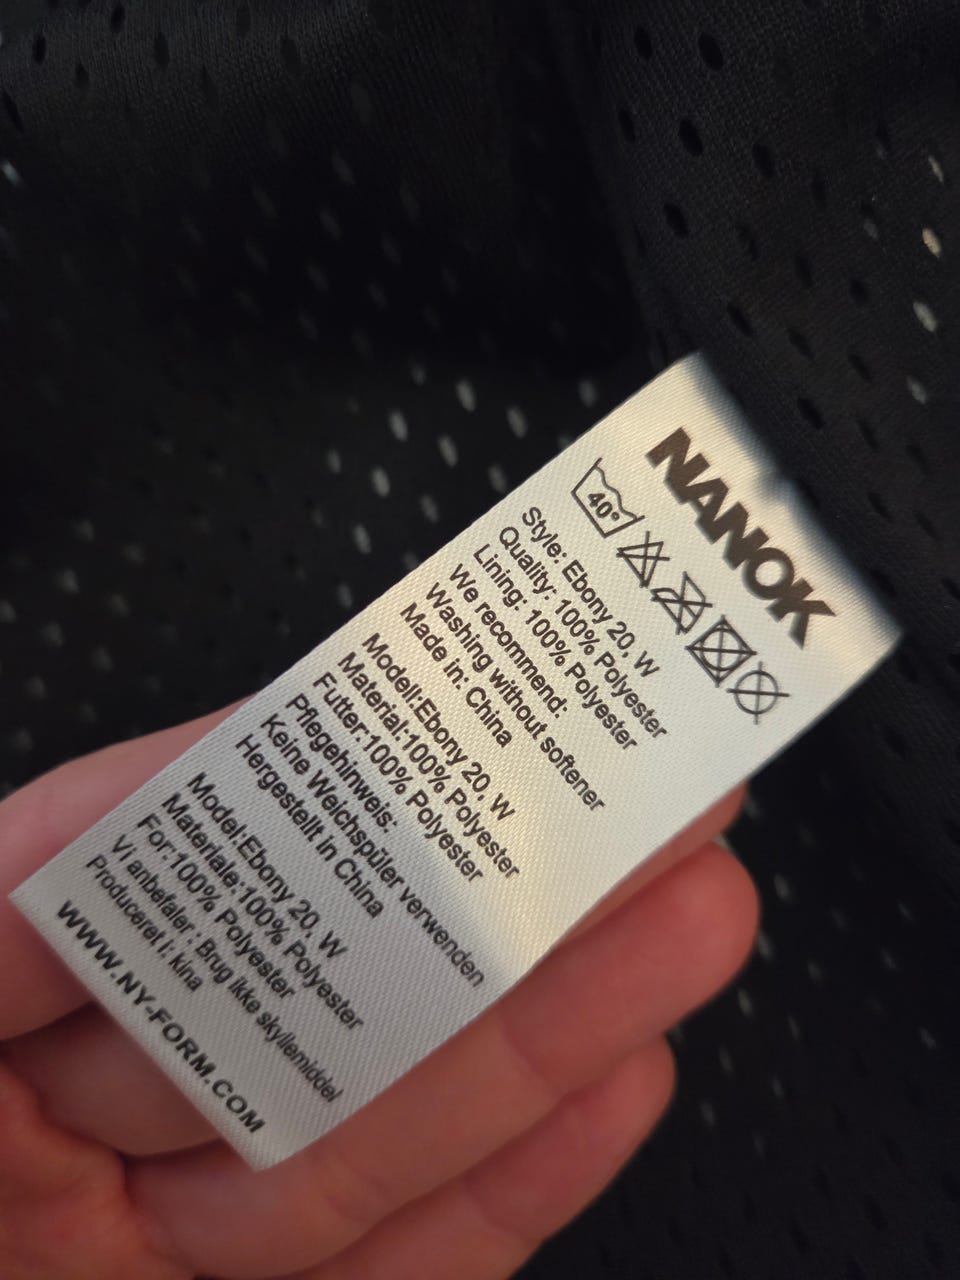 NANOK
40°
Style: Ebony 20, W
Quality: 100% Polyester
Lining: 100% Polyester
We recommend:
Washing without softener
Made in: China
Modell:Ebony 20, W
Material:100% Polyester
Futter:100% Polyester
Pflegehinweis:
Keine Weichspüler verwenden
Hergestellt in China
Model:Ebony 20, W
Materiale:100% Polyester
For:100% Polyester
VI anbefaler : Brug ikke skyllemiddel
Produceret I: kina
WWW.NY-FORM.COM